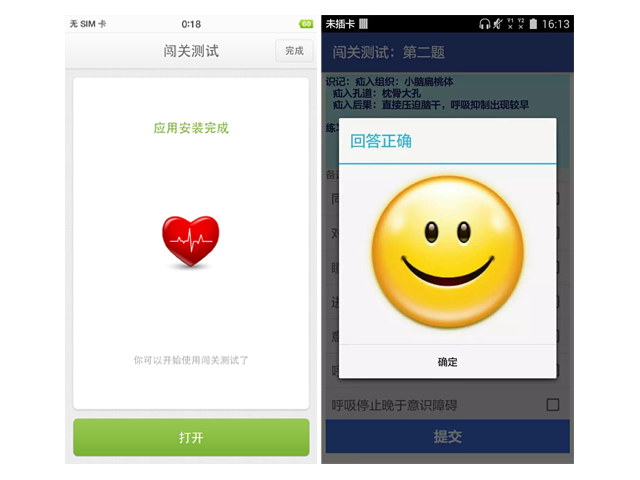 无 SIM 卡
0:18
60
闯关测试
完成
应用安装完成
你可以开始使用闯关测试了
打开
未插卡
16:13
闯关测试：第二题
识记：疝入组织：小脑扁桃体
疝入孔道：枕骨大孔
疝入后果：直接压迫脑干，呼吸抑制出现较早
练
回答正确
备
对
确定
呼吸停止晚于意识障碍
提交